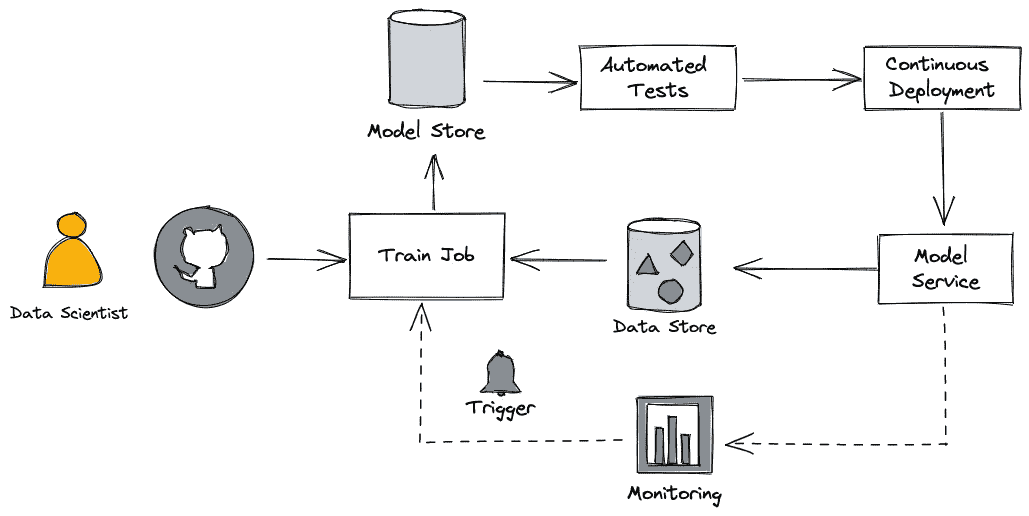 Model Store
Automated
Tests
Continuous
Deployment
Data Scientist
Train Job
Data Store
Model
Service
Trigger
Monitoring